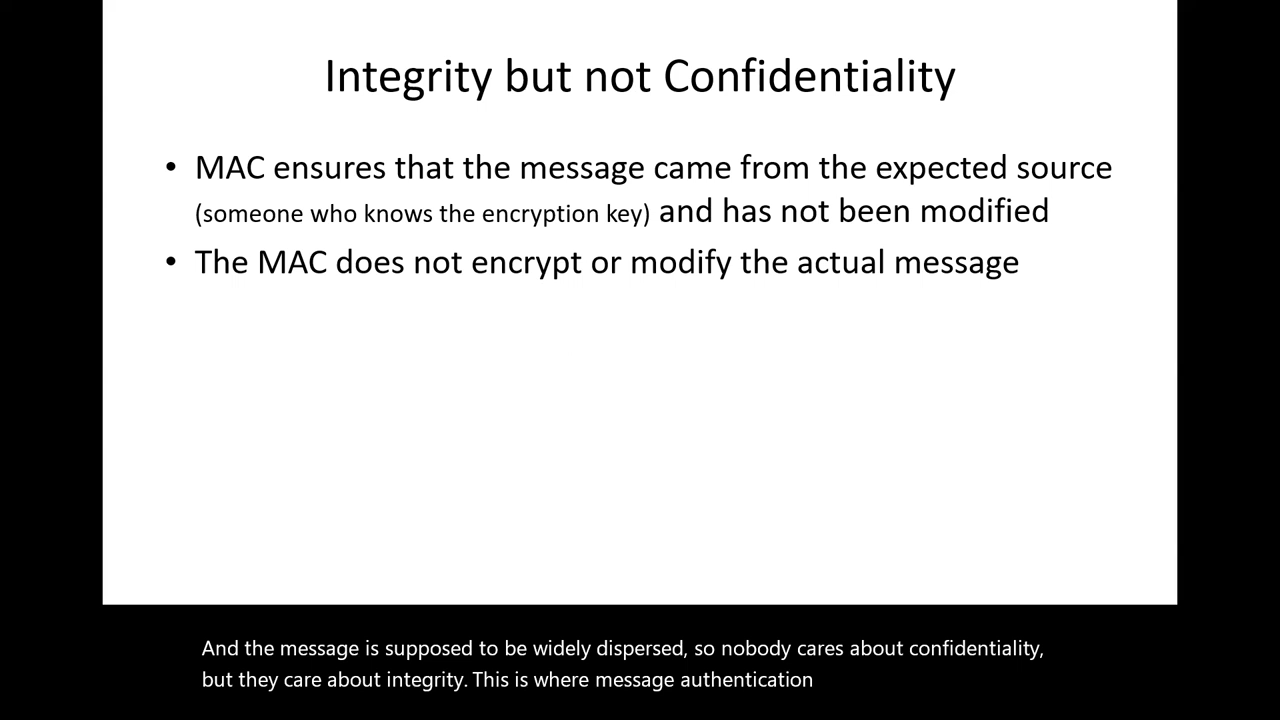 Integrity but not Confidentiality
• MAC ensures that the message came from the expected source
(someone who knows the encryption key) and has not been modified
• The MAC does not encrypt or modify the actual message
And the message is supposed to be widely dispersed, so nobody cares about confidentiality,
but they care about integrity. This is where message authentication